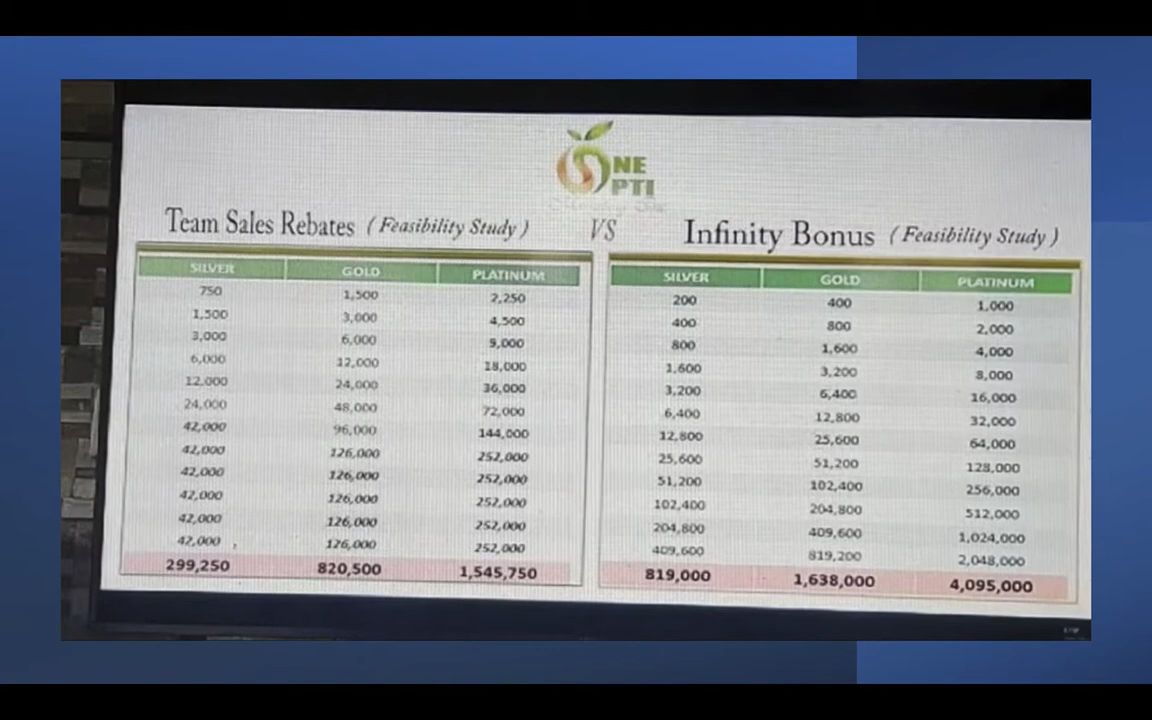 ONE
PTI
Team Sales Rebates ( Feasibility Study ) VS Infinity Bonus ( Feasibility Study )
SILVER GOLD PLATINUM SILVER GOLD PLATINUM
750 1,500 2,250 200 400 1,000
1,500 3,000 4,500 400 800 2,000
3,000 6,000 9,000 800 1,600 4,000
6,000 12,000 18,000 1,600 3,200 8,000
12,000 24,000 36,000 3,200 6,400 16,000
24,000 48,000 72,000 6,400 12,800 32,000
42,000 96,000 144,000 12,800 25,600 64,000
42,000 126,000 252,000 25,600 51,200 128,000
42,000 126,000 252,000 51,200 102,400 256,000
42,000 126,000 252,000 102,400 204,800 512,000
42,000 126,000 252,000 204,800 409,600 1,024,000
42,000 126,000 252,000 409,600 819,200 2,048,000
299,250 820,500 1,545,750 819,000 1,638,000 4,095,000